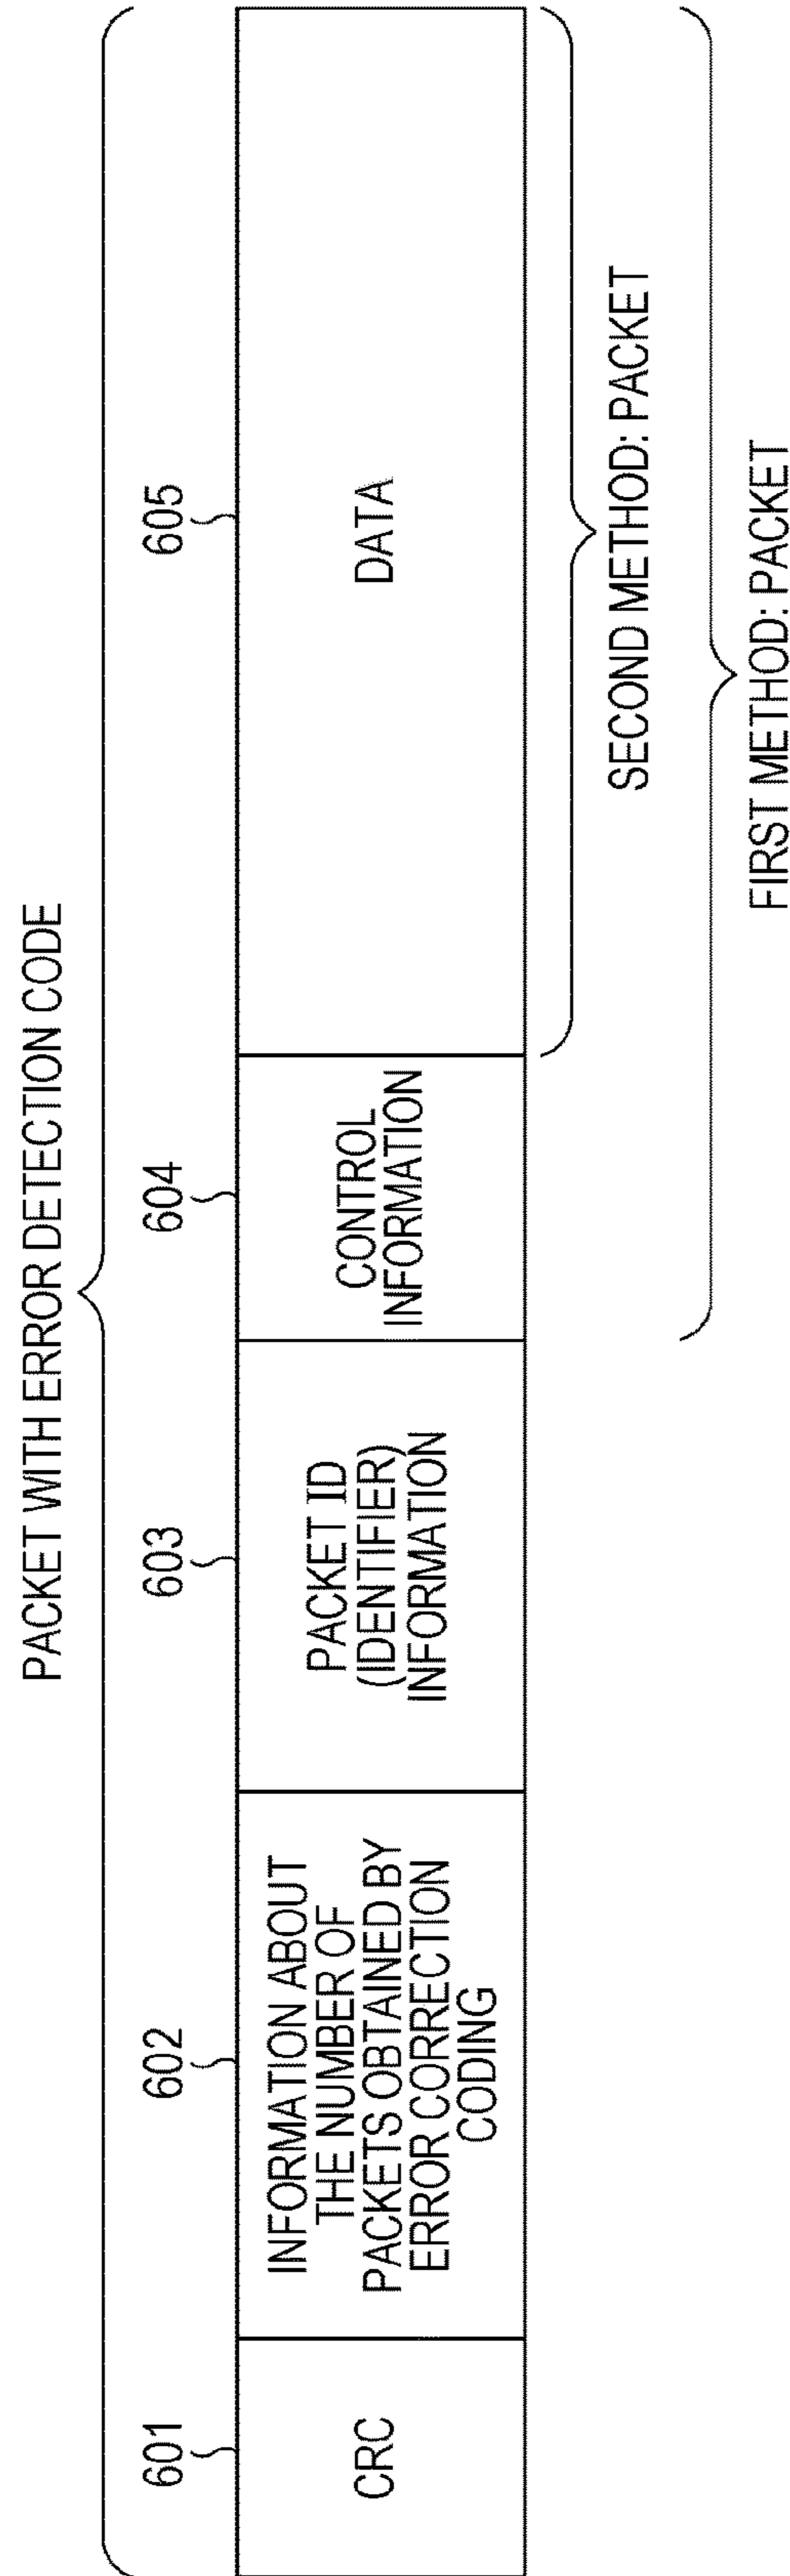 PACKET WITH ERROR DETECTION CODE
601
602
603
604
605
CRC
INFORMATION ABOUT
THE NUMBER OF
PACKETS OBTAINED BY
ERROR CORRECTION
CODING
PACKET ID
(IDENTIFIER)
INFORMATION
CONTROL
INFORMATION
DATA
SECOND METHOD: PACKET
FIRST METHOD: PACKET